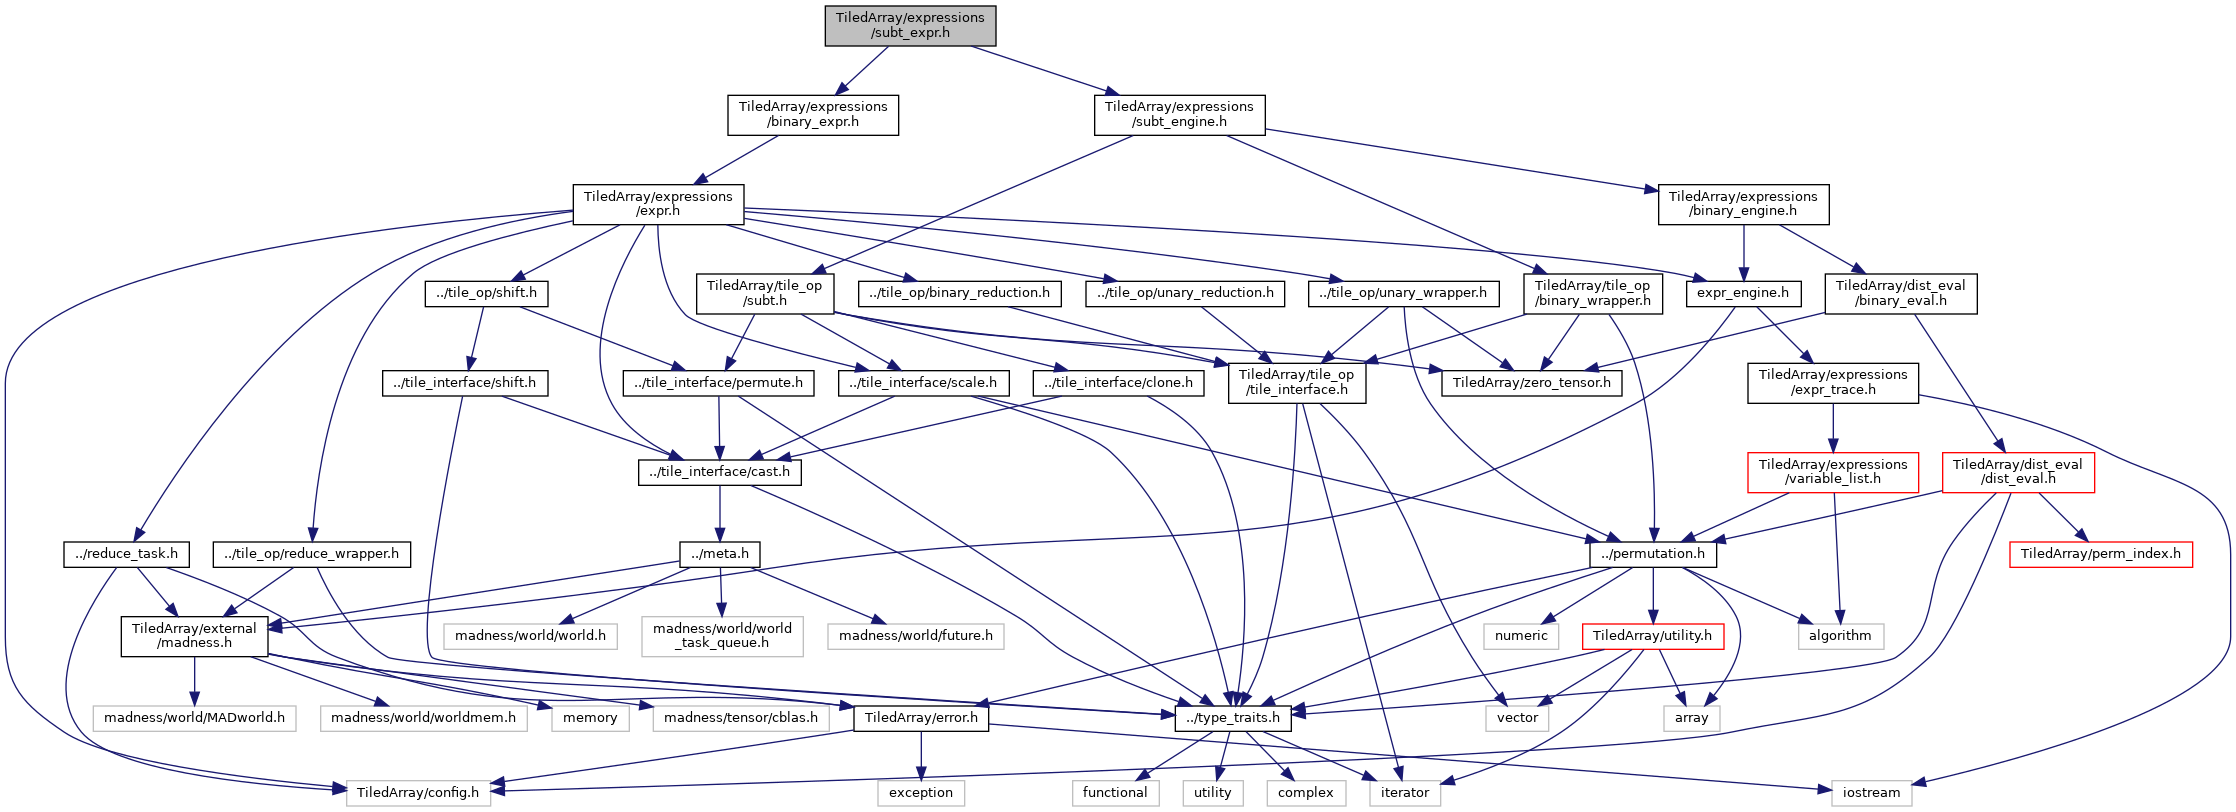 TiledArray/expressions
/subt_expr.h
TiledArray/expressions
/binary_expr.h
TiledArray/expressions
/subt_engine.h
TiledArray/expressions
/expr.h
TiledArray/expressions
/binary_engine.h
../tile_op/shift.h
TiledArray/tile_op
/subt.h
../tile_op/binary_reduction.h
../tile_op/unary_reduction.h
../tile_op/unary_wrapper.h
TiledArray/tile_op
/binary_wrapper.h
expr_engine.h
TiledArray/dist_eval
/binary_eval.h
../tile_interface/shift.h
../tile_interface/permute.h
../tile_interface/scale.h
../tile_interface/clone.h
TiledArray/tile_op
/tile_interface.h
TiledArray/zero_tensor.h
TiledArray/expressions
/expr_trace.h
../tile_interface/cast.h
TiledArray/expressions
/variable_list.h
TiledArray/dist_eval
/dist_eval.h
../reduce_task.h
../tile_op/reduce_wrapper.h
../meta.h
../permutation.h
TiledArray/perm_index.h
TiledArray/external
/madness.h
madness/world/world.h
madness/world/world
_task_queue.h
madness/world/future.h
numeric
TiledArray/utility.h
algorithm
madness/world/MADworld.h
madness/world/worldmem.h
memory
madness/tensor/cblas.h
TiledArray/error.h
../type_traits.h
vector
array
TiledArray/config.h
exception
functional
utility
complex
iterator
iostream